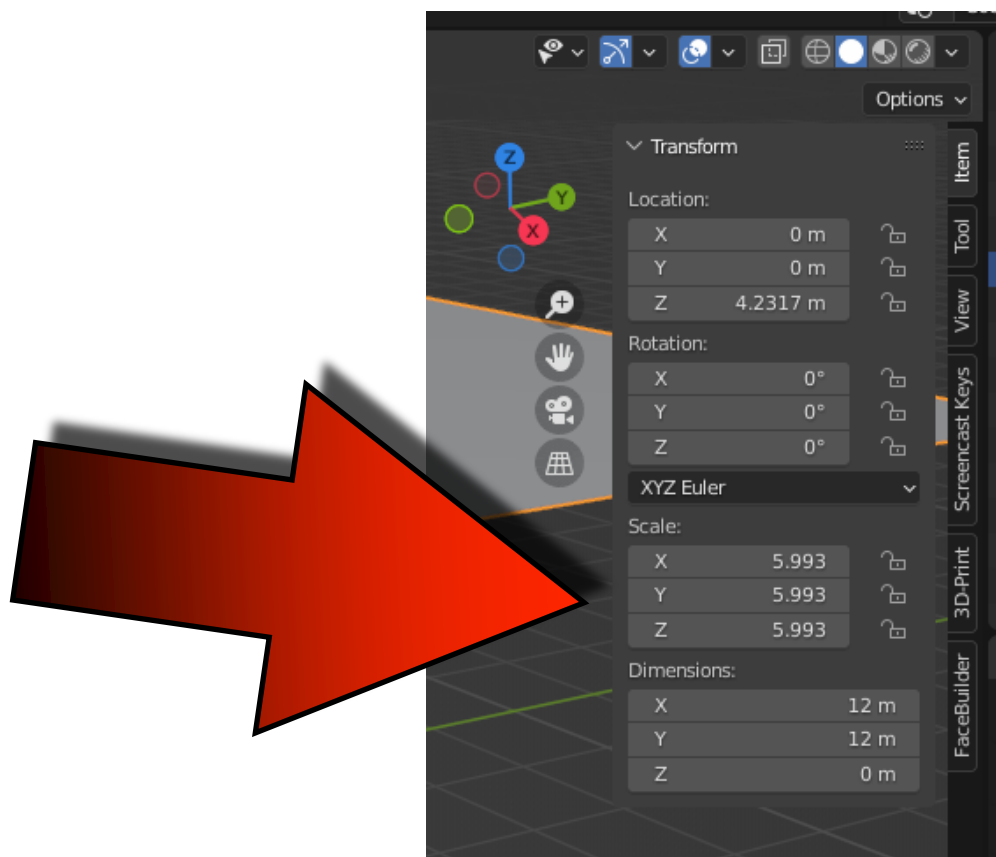 Options
Transform
Location:
X 0 m
Y 0 m
Z 4.2317 m
Rotation:
X 0°
Y 0°
Z 0°
XYZ Euler
Scale:
X 5.993
Y 5.993
Z 5.993
Dimensions:
X 12 m
Y 12 m
Z 0 m
Z
Y
X
Item
Tool
View
Screencast Keys
3D-Print
FaceBuilder